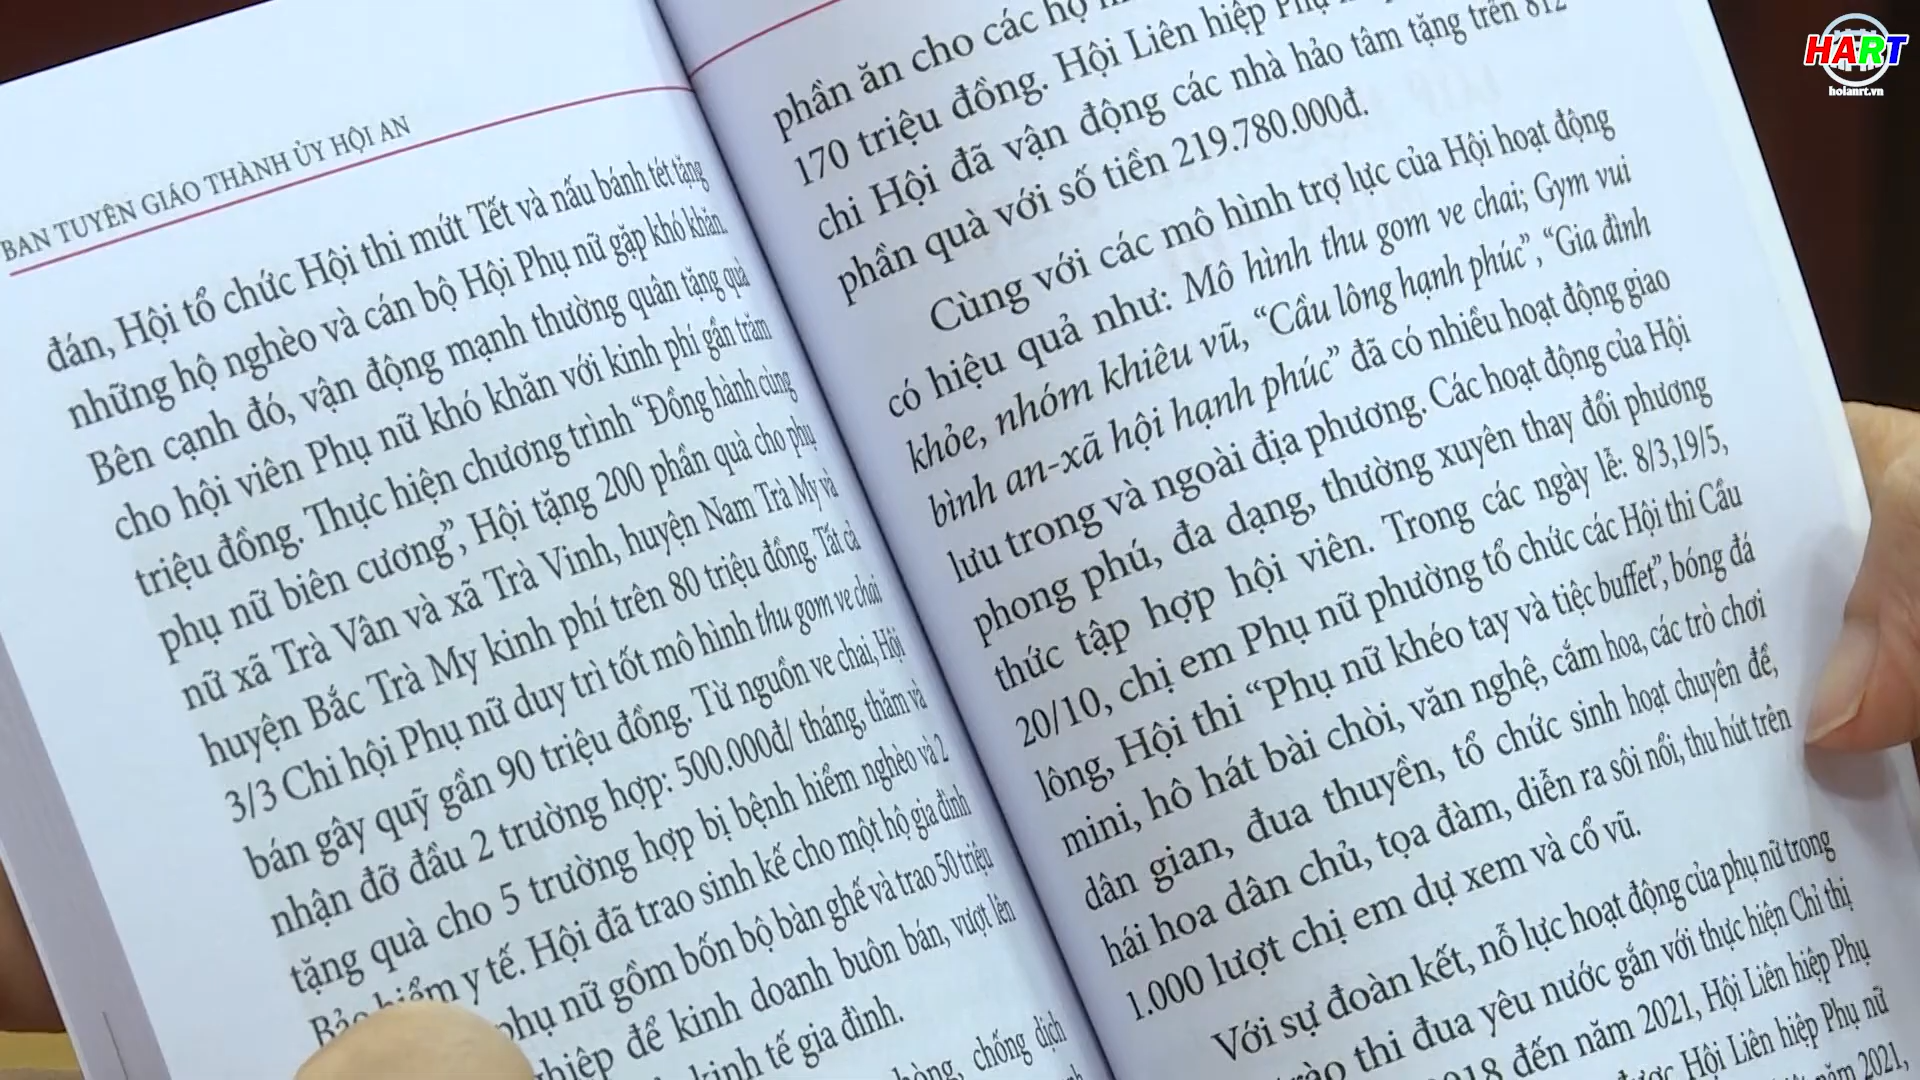 BAN TUYÊN GIÁO THÀNH ỦY HỘI AN
đán, Hội tổ chức Hội thi mứt Tết và nấu bánh tét tặng
những hộ nghèo và cán bộ Hội Phụ nữ gặp khó khăn.
Bên cạnh đó, vận động mạnh thường quân tặng quà
cho hội viên Phụ nữ khó khăn với kinh phí gần trăm
triệu đồng. Thực hiện chương trình “Đồng hành cùng
phụ nữ biên cương”, Hội tặng 200 phần quà cho phụ
nữ xã Trà Vân và xã Trà Vinh, huyện Nam Trà My và
huyện Bắc Trà My kinh phí trên 80 triệu đồng. Tất cả
3/3 Chi hội Phụ nữ duy trì tốt mô hình thu gom ve chai
bán gây quỹ gần 90 triệu đồng. Từ nguồn ve chai, Hội
nhận đỡ đầu 2 trường hợp: 500.000đ/ tháng, thăm và
tặng quà cho 5 trường hợp bị bệnh hiểm nghèo và 2
Bảo hiểm y tế. Hội đã trao sinh kế cho một hộ gia đình
phụ nữ gồm bốn bộ bàn ghế và trao 50 triệu
để kinh doanh buôn bán, vượt lên
kinh tế gia đình.
chống dịch
phần ăn cho các hộ
170 triệu đồng. Hội Liên hiệp Phụ
chi Hội đã vận động các nhà hảo tâm tặng trên 812
phần quà với số tiền 219.780.000đ.
Cùng với các mô hình trợ lực của Hội hoạt động
có hiệu quả như: Mô hình thu gom ve chai; Gym vui
khỏe, nhóm khiêu vũ, “Cầu lông hạnh phúc”, “Gia đình
bình an-xã hội hạnh phúc” đã có nhiều hoạt động giao
lưu trong và ngoài địa phương. Các hoạt động của Hội
phong phú, đa dạng, thường xuyên thay đổi phương
thức tập hợp hội viên. Trong các ngày lễ: 8/3,19/5,
20/10, chị em Phụ nữ phường tổ chức các Hội thi Cầu
lông, Hội thi “Phụ nữ khéo tay và tiệc buffet”, bóng đá
mini, hô hát bài chòi, văn nghệ, cắm hoa, các trò chơi
dân gian, đua thuyền, tổ chức sinh hoạt chuyên đề,
hái hoa dân chủ, tọa đàm, diễn ra sôi nổi, thu hút trên
1.000 lượt chị em dự xem và cổ vũ.
Với sự đoàn kết, nỗ lực hoạt động của phụ nữ trong
thi đua yêu nước gắn với thực hiện Chỉ thị
đến năm 2021, Hội Liên hiệp Phụ
Hội Liên hiệp Phụ nữ
năm 2021,
HART
hoianrt.vn